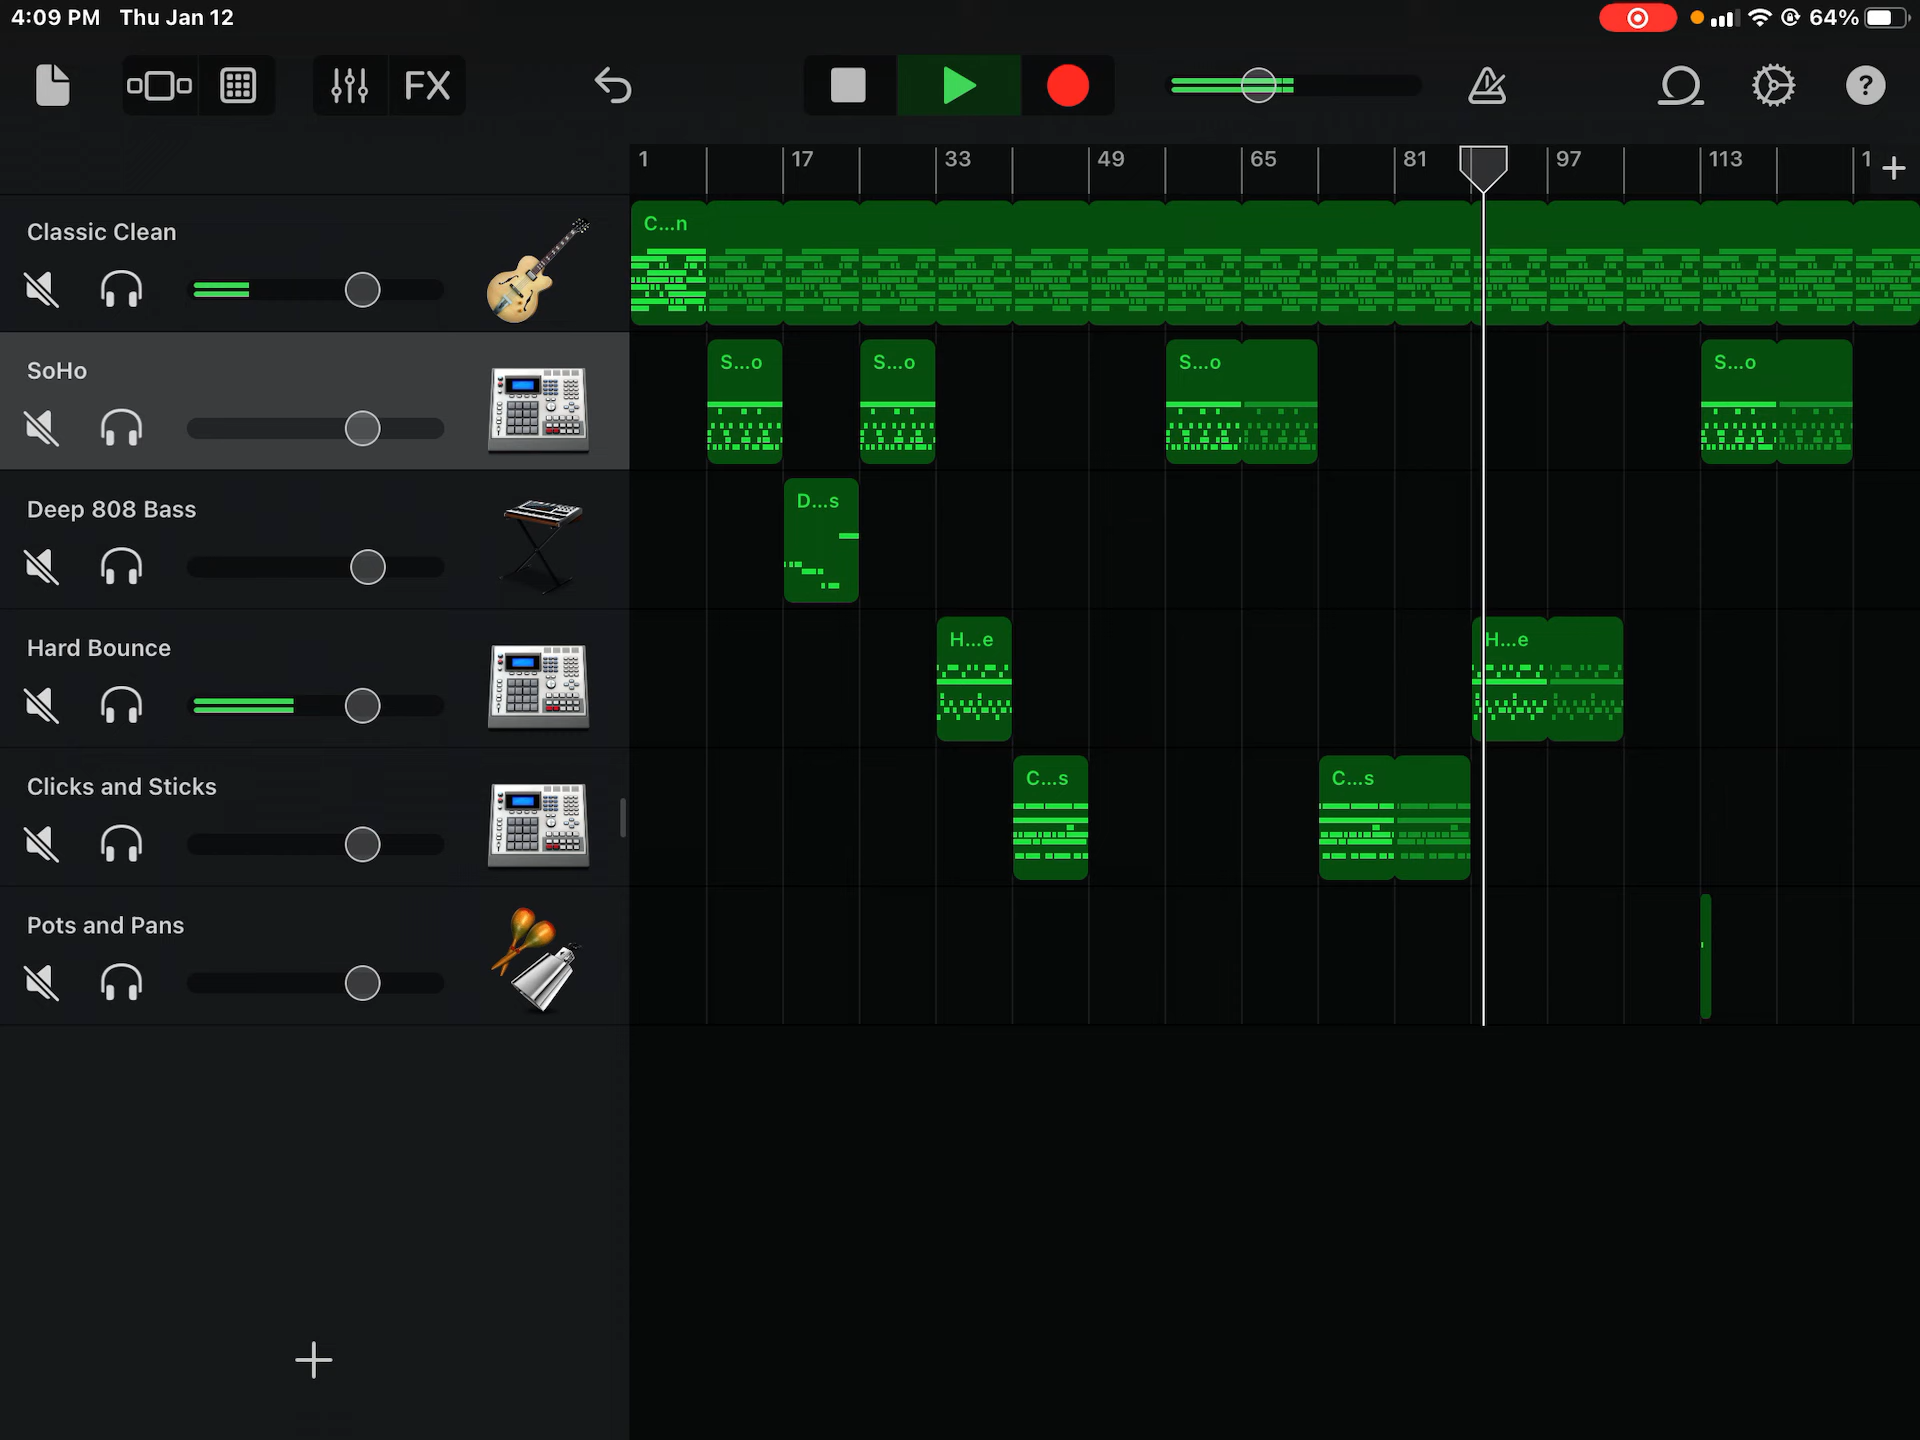 4:09 PM Thu Jan 12
64%
FX
?
1 17 33 49 65 81 97 113 1
Classic Clean
C...n
SoHo
S...o S...o S...o S...o
Deep 808 Bass
D...s
Hard Bounce
H...e H...e
Clicks and Sticks
C...s C...s
Pots and Pans